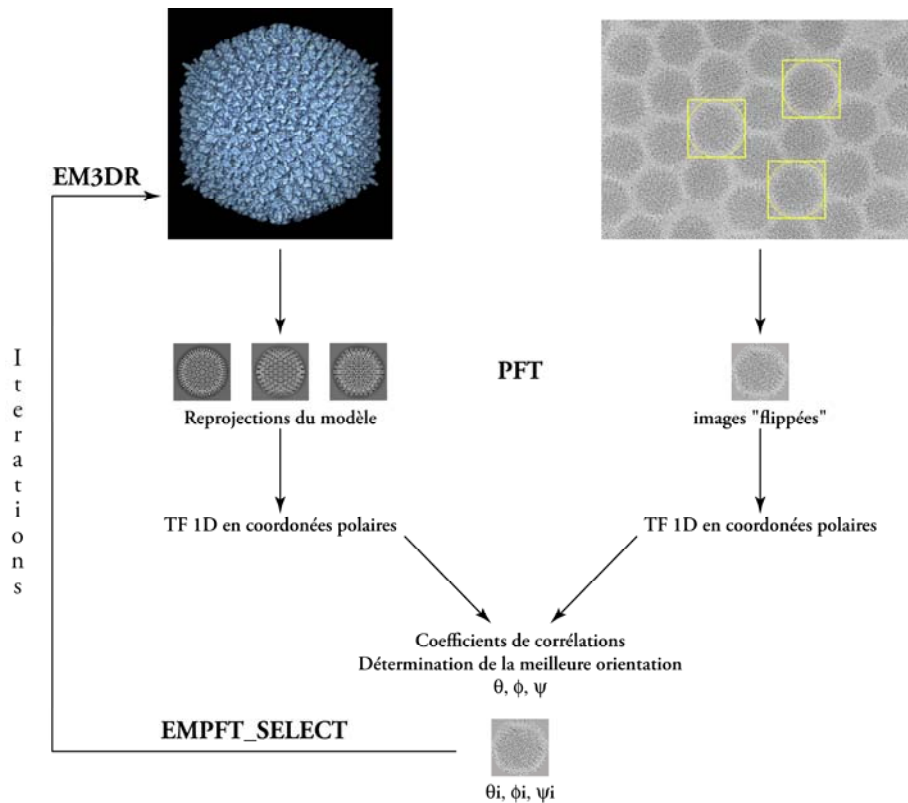 EM3DR
Iterations
Reprojections du modèle
PFT
images "flippées"
TF 1D en coordonées polaires
TF 1D en coordonées polaires
Coefficients de corrélations
Détermination de la meilleure orientation
θ, ϕ, ψ
EMPFT_SELECT
θi, ϕi, ψi